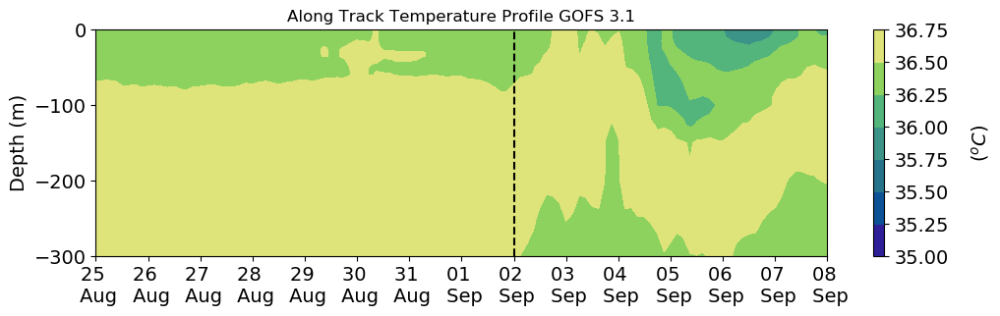 Along Track Temperature Profile GOFS 3.1
0
−100
−200
−300
Depth (m)
25 26 27 28 29 30 31 01 02 03 04 05 06 07 08
Aug Aug Aug Aug Aug Aug Aug Sep Sep Sep Sep Sep Sep Sep Sep
36.75
36.50
36.25
36.00
35.75
35.50
35.25
35.00
(°C)